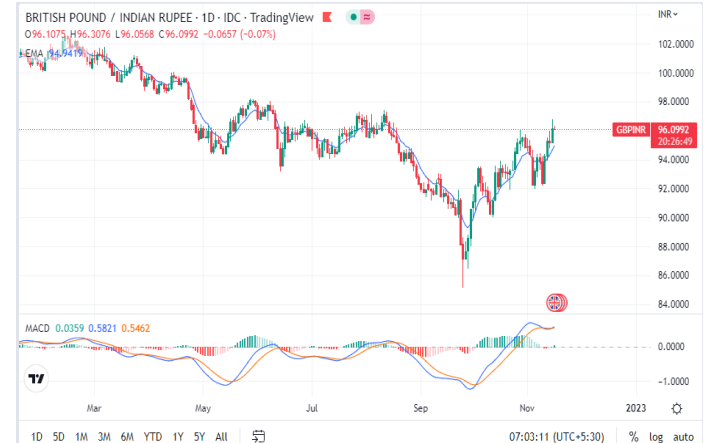 BRITISH POUND / INDIAN RUPEE · 1D · IDC · TradingView
INR
O96.1075 H96.3076 L96.0568 C96.0992 −0.0657 (−0.07%)
EMA 94.9419
102.0000
100.0000
98.0000
GBPINR 96.0992
20:26:49
94.0000
92.0000
90.0000
88.0000
86.0000
84.0000
MACD 0.0359 0.5821 0.5462
0.0000
−1.0000
Mar May Jul Sep Nov 2023
1D 5D 1M 3M 6M YTD 1Y 5Y All 07:03:11 (UTC+5:30) % log auto